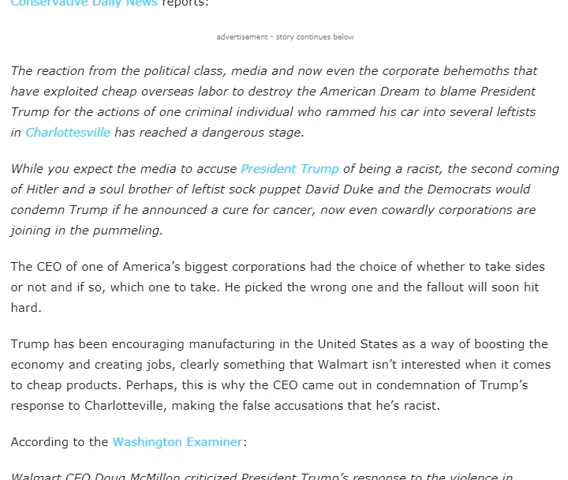 Conservative Daily News reports:
advertisement - story continues below
The reaction from the political class, media and now even the corporate behemoths that
have exploited cheap overseas labor to destroy the American Dream to blame President
Trump for the actions of one criminal individual who rammed his car into several leftists
in Charlottesville has reached a dangerous stage.
While you expect the media to accuse President Trump of being a racist, the second coming
of Hitler and a soul brother of leftist sock puppet David Duke and the Democrats would
condemn Trump if he announced a cure for cancer, now even cowardly corporations are
joining in the pummeling.
The CEO of one of America's biggest corporations had the choice of whether to take sides
or not and if so, which one to take. He picked the wrong one and the fallout will soon hit
hard.
Trump has been encouraging manufacturing in the United States as a way of boosting the
economy and creating jobs, clearly something that Walmart isn't interested when it comes
to cheap products. Perhaps, this is why the CEO came out in condemnation of Trump's
response to Charlotteville, making the false accusations that he's racist.
According to the Washington Examiner:
Walmart CEO Doug McMillon criticized President Trump's response to the violence in